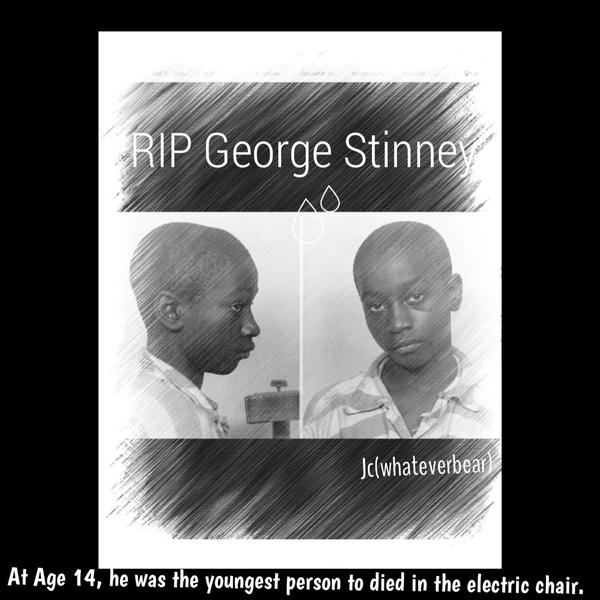 RIP George Stinney
Jc(whateverbear)
At Age 14, he was the youngest person to died in the electric chair.